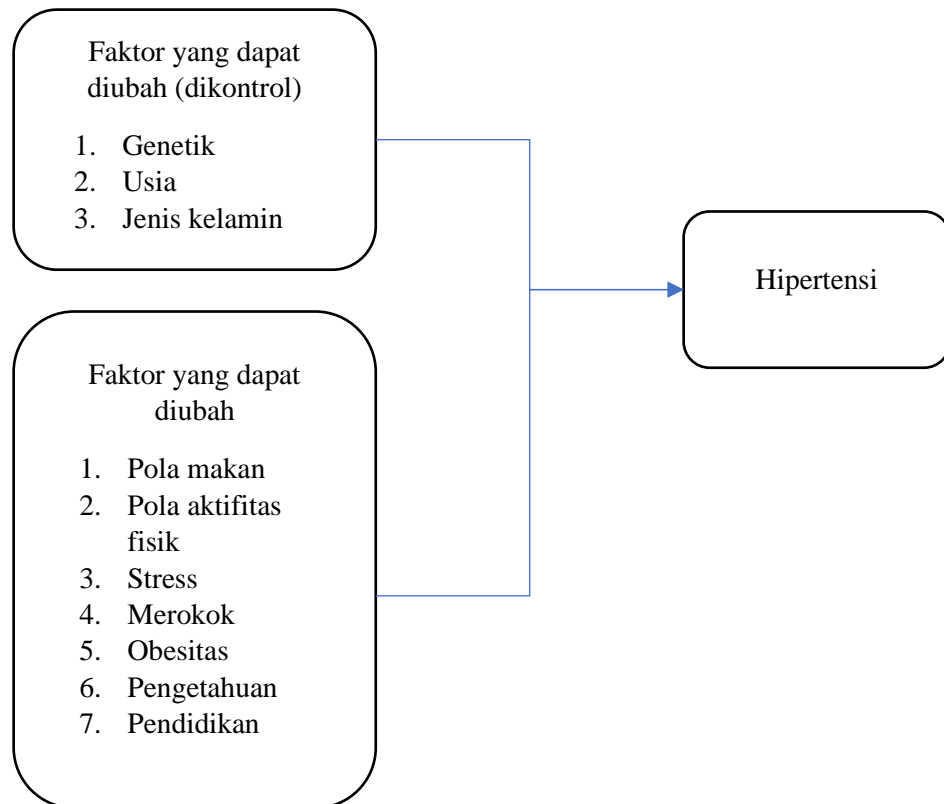 Faktor yang dapat
diubah (dikontrol)
1. Genetik
2. Usia
3. Jenis kelamin
Hipertensi
Faktor yang dapat
diubah
1. Pola makan
2. Pola aktifitas
fisik
3. Stress
4. Merokok
5. Obesitas
6. Pengetahuan
7. Pendidikan